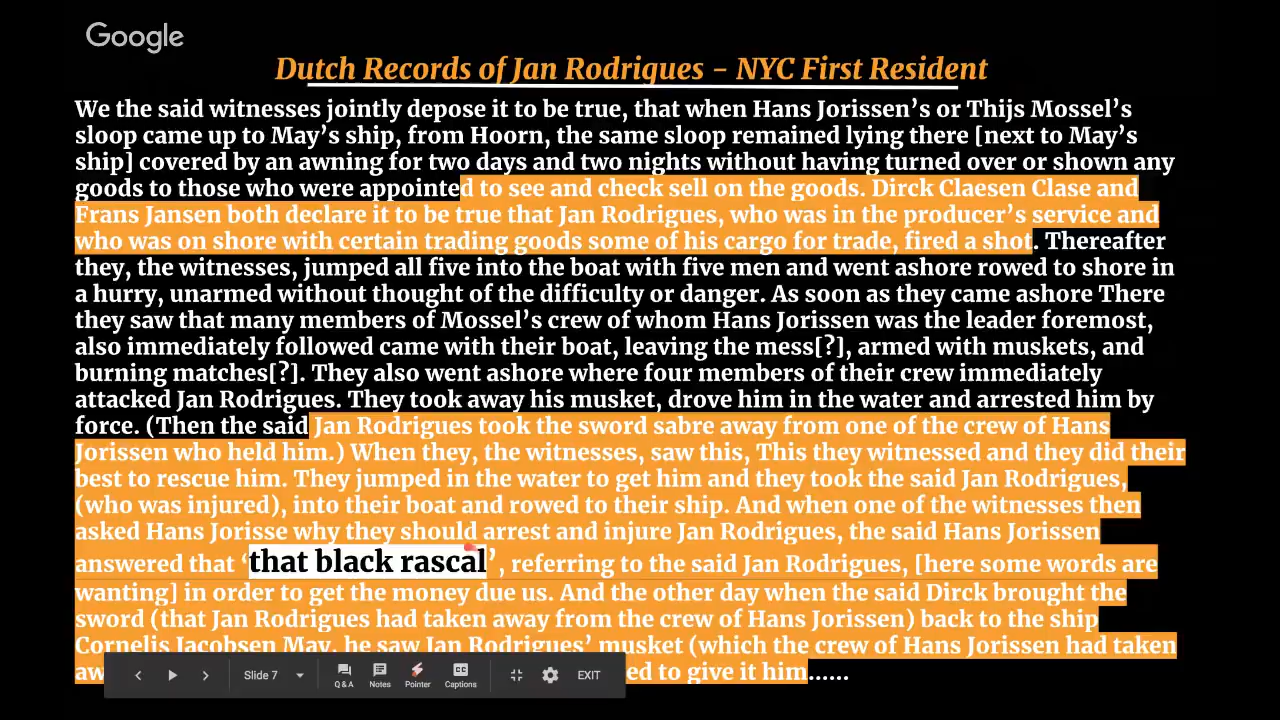 Google
Dutch Records of Jan Rodrigues – NYC First Resident
We the said witnesses jointly depose it to be true, that when Hans Jorissen’s or Thijs Mossel’s
sloop came up to May’s ship, from Hoorn, the same sloop remained lying there [next to May’s
ship] covered by an awning for two days and two nights without having turned over or shown any
goods to those who were appointed to see and check sell on the goods. Dirck Claesen Clase and
Frans Jansen both declare it to be true that Jan Rodrigues, who was in the producer’s service and
who was on shore with certain trading goods some of his cargo for trade, fired a shot. Thereafter
they, the witnesses, jumped all five into the boat with five men and went ashore rowed to shore in
a hurry, unarmed without thought of the difficulty or danger. As soon as they came ashore There
they saw that many members of Mossel’s crew of whom Hans Jorissen was the leader foremost,
also immediately followed came with their boat, leaving the mess[?], armed with muskets, and
burning matches[?]. They also went ashore where four members of their crew immediately
attacked Jan Rodrigues. They took away his musket, drove him in the water and arrested him by
force. (Then the said Jan Rodrigues took the sword sabre away from one of the crew of Hans
Jorissen who held him.) When they, the witnesses, saw this, This they witnessed and they did their
best to rescue him. They jumped in the water to get him and they took the said Jan Rodrigues,
(who was injured), into their boat and rowed to their ship. And when one of the witnesses then
asked Hans Jorisse why they should arrest and injure Jan Rodrigues, the said Hans Jorissen
answered that ‘that black rascal’, referring to the said Jan Rodrigues, [here some words are
wanting] in order to get the money due us. And the other day when the said Dirck brought the
sword (that Jan Rodrigues had taken away from the crew of Hans Jorissen) back to the ship
Cornelis Jacobsen May, he saw Jan Rodrigues’ musket (which the crew of Hans Jorissen had taken
ed to give it him......
Slide 7
Q & A
Notes
Pointer
Captions
EXIT